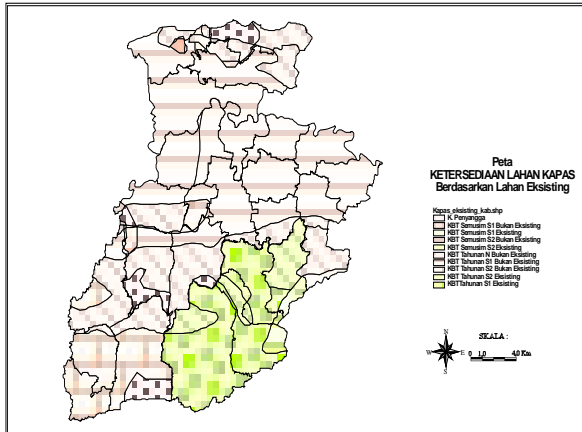 Peta
KETERSEDIAAN LAHAN KAPAS
Berdasarkan Lahan Eksisting
Kapas_eksisting_kab.shp
K. Penyangga
KBT Semusim S1 Bukan Eksisting
KBT Semusim S1 Eksisting
KBT Semusim S2 Bukan Eksisting
KBT Semusim S2 Eksisting
KBT Tahunan N Bukan Eksisting
KBT Tahunan S1 Bukan Eksisting
KBT Tahunan S2 Bukan Eksisting
KBT Tahunan S2 Eksisting
KBT Tahunan S1 Eksisting
N
W E
S
SKALA :
0 1,0 4,0 Km